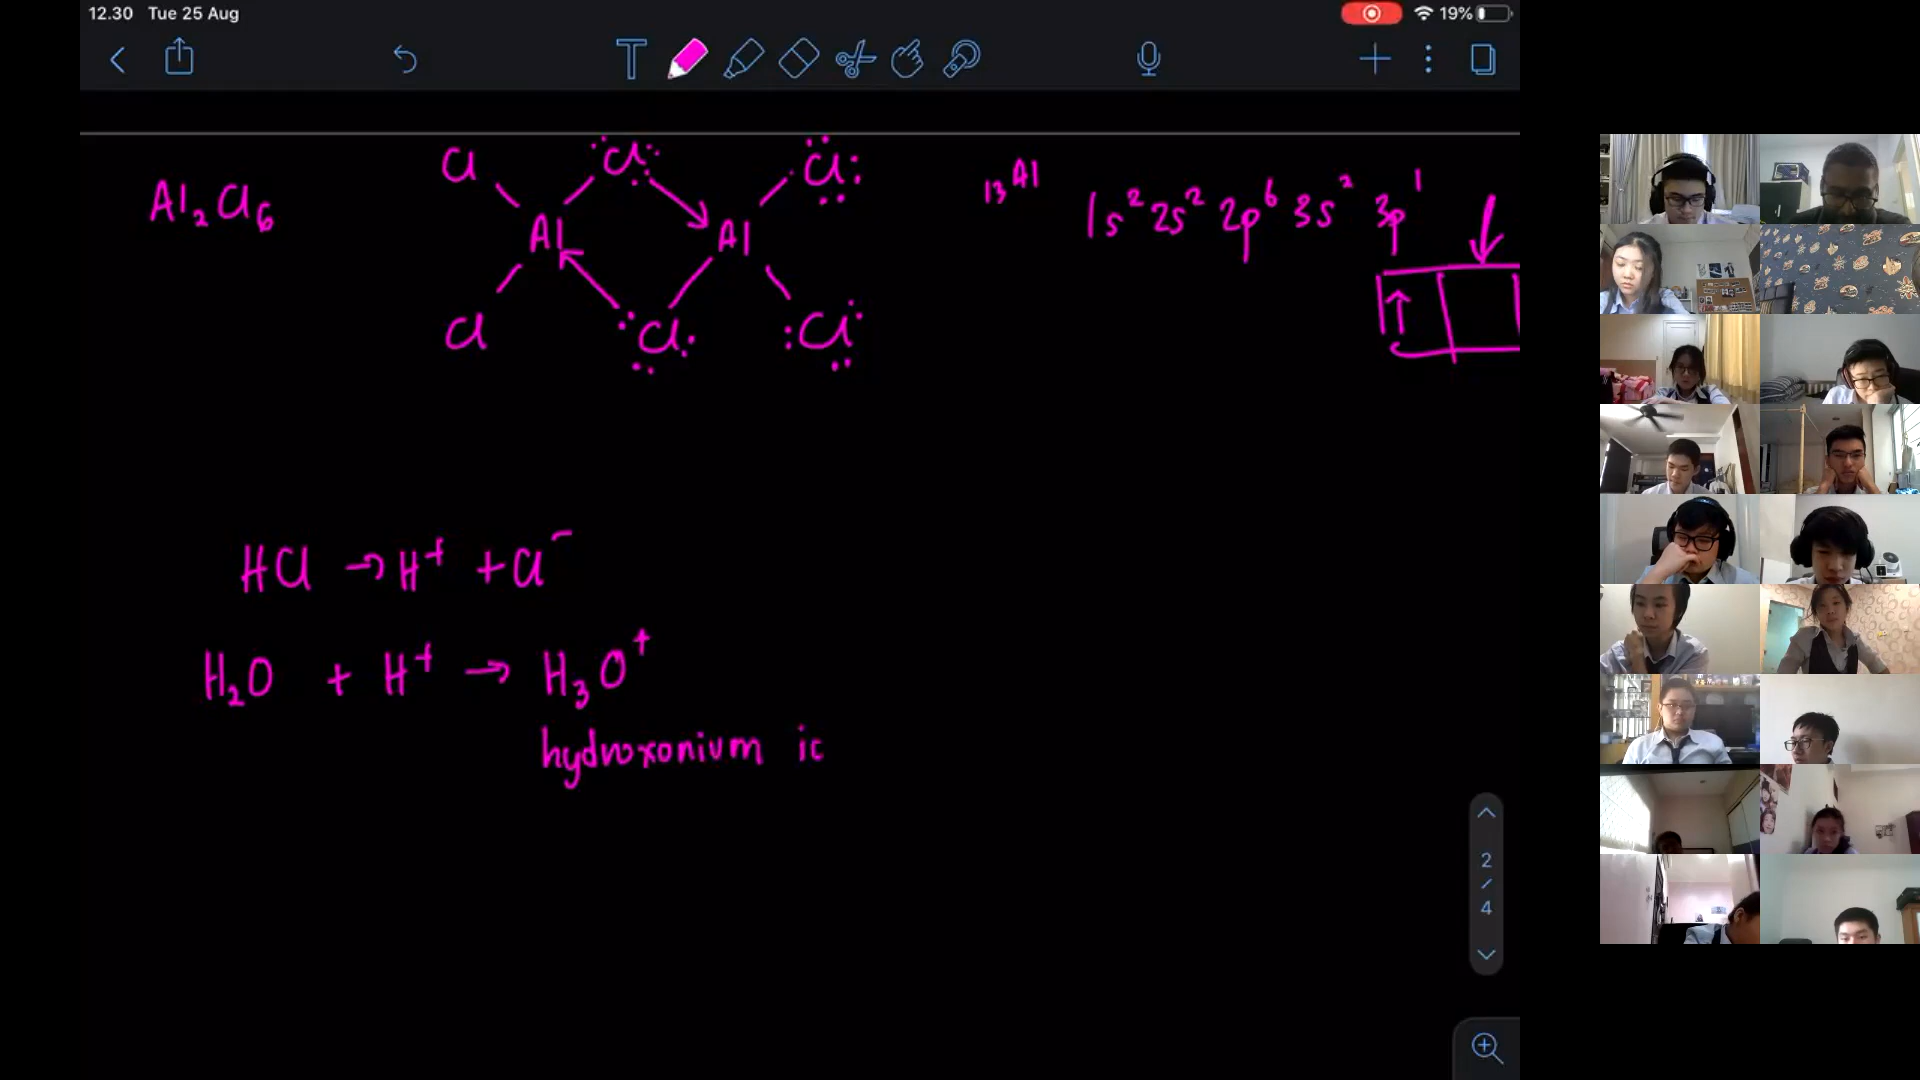 12.30 Tue 25 Aug
19%
T
Cl Cl Cl
Al₂Cl₆ Al Al
Cl Cl Cl
₁₃Al 1s² 2s² 2p⁶ 3s² 3p¹
HCl → H⁺ + Cl⁻
H₂O + H⁺ → H₃O⁺
hydroxonium io
2
/
4